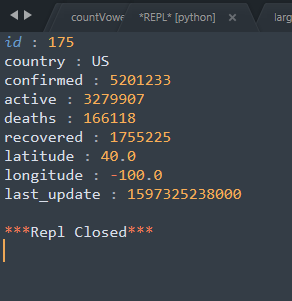 countVowe
*REPL* [python]
larg
id : 175
country : US
confirmed : 5201233
active : 3279907
deaths : 166118
recovered : 1755225
latitude : 40.0
longitude : -100.0
last_update : 1597325238000
***Repl Closed***